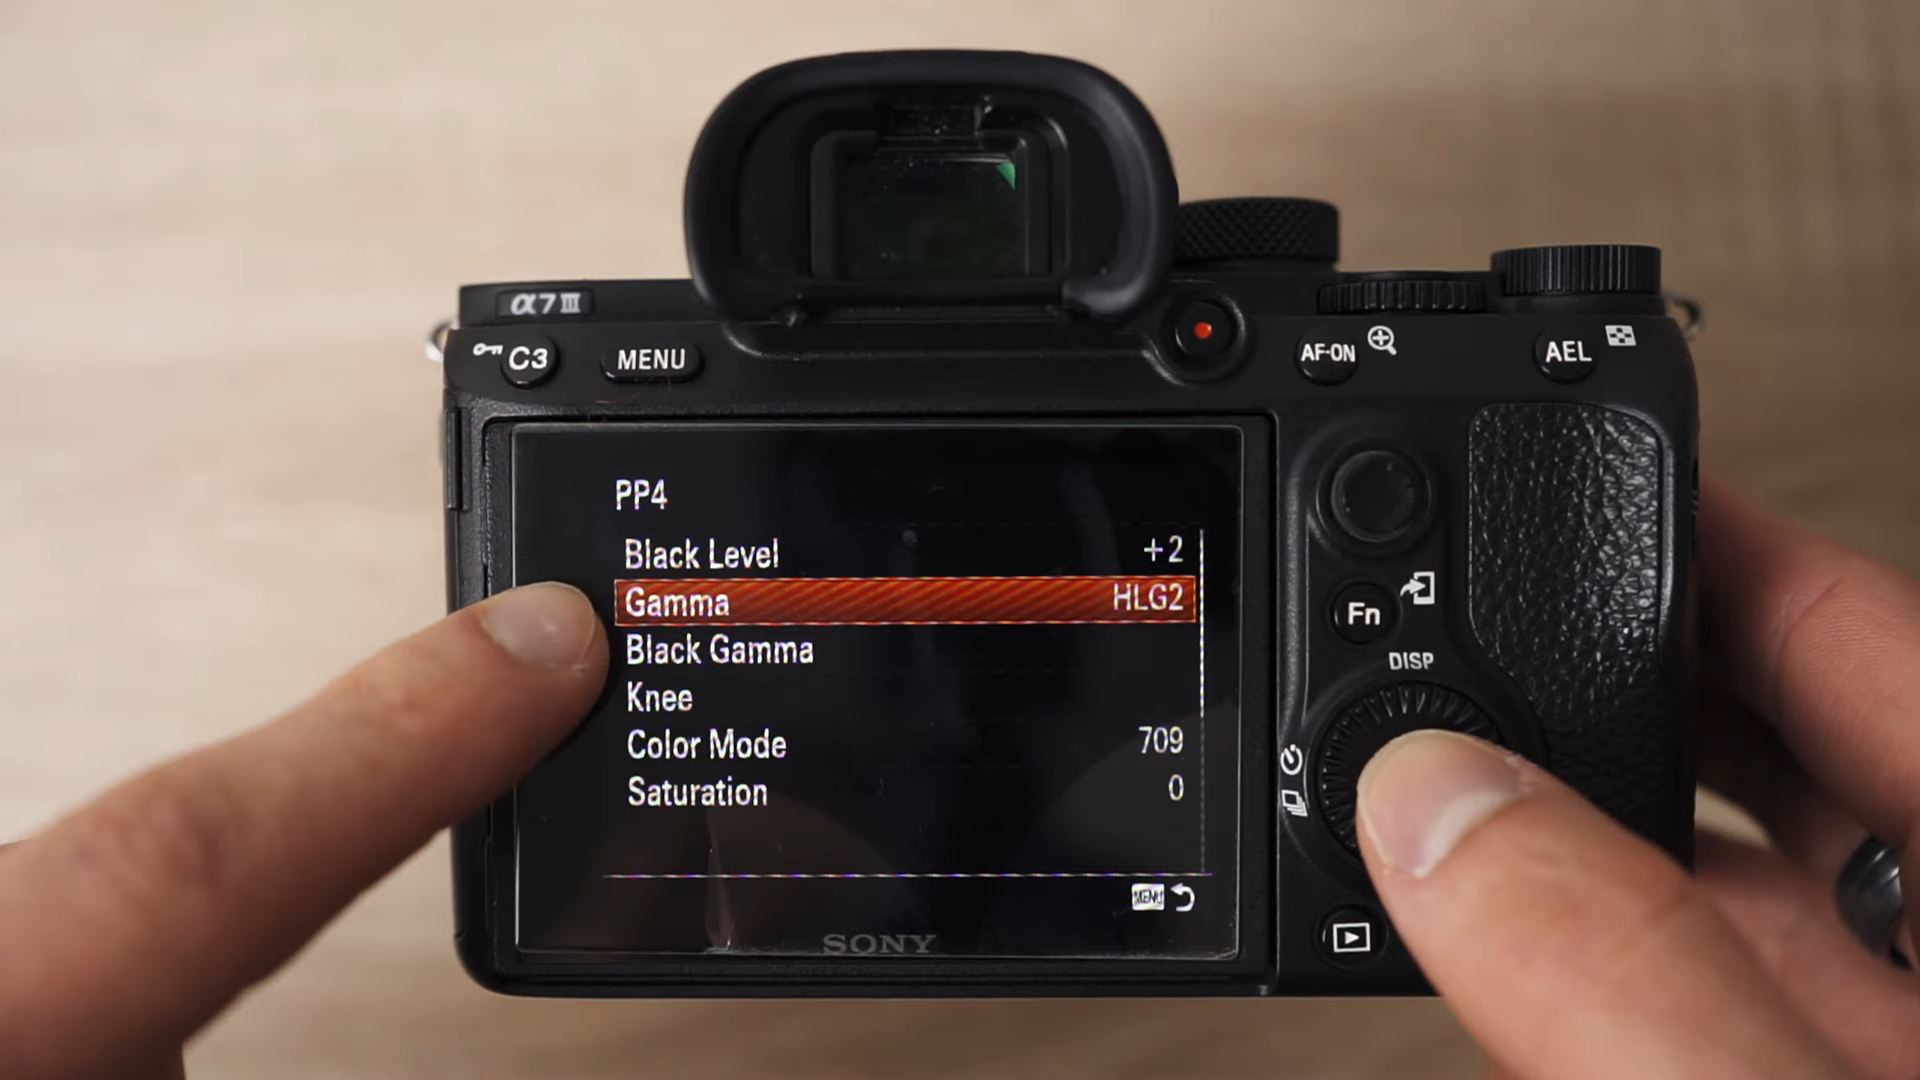 α7III
C3
MENU
AF-ON
AEL
PP4
Black Level +2
Gamma HLG2
Black Gamma
Knee
Color Mode 709
Saturation 0
MENU
SONY
Fn
DISP